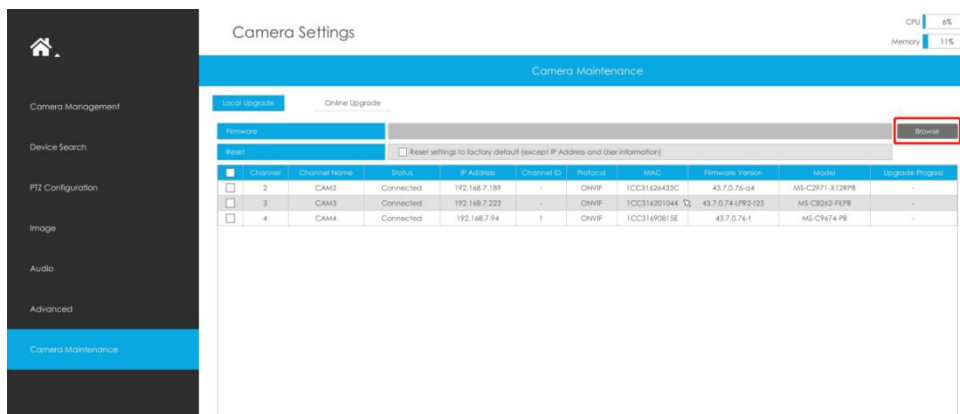 Camera Settings
CPU 6%
Memory 11%
Camera Maintenance
Camera Management
Device Search
PTZ Configuration
Image
Audio
Advanced
Camera Maintenance
Local Upgrade Online Upgrade
Firmware Browse
Reset Reset settings to factory default (except IP Address and User information)
Channel Channel Name Status IP Address Channel ID Protocol MAC Firmware Version Model Upgrade Progress
2 CAM2 Connected 192.168.7.189 - ONVIF 1CC31626433C 43.7.0.76-a4 MS-C2971-X12RPB -
3 CAM3 Connected 192.168.7.223 - ONVIF 1CC316201044 43.7.0.74-LPR2-r25 MS-C8262-FILPB -
4 CAM4 Connected 192.168.7.94 1 ONVIF 1CC31690815E 43.7.0.76-r MS-C9674-PB -